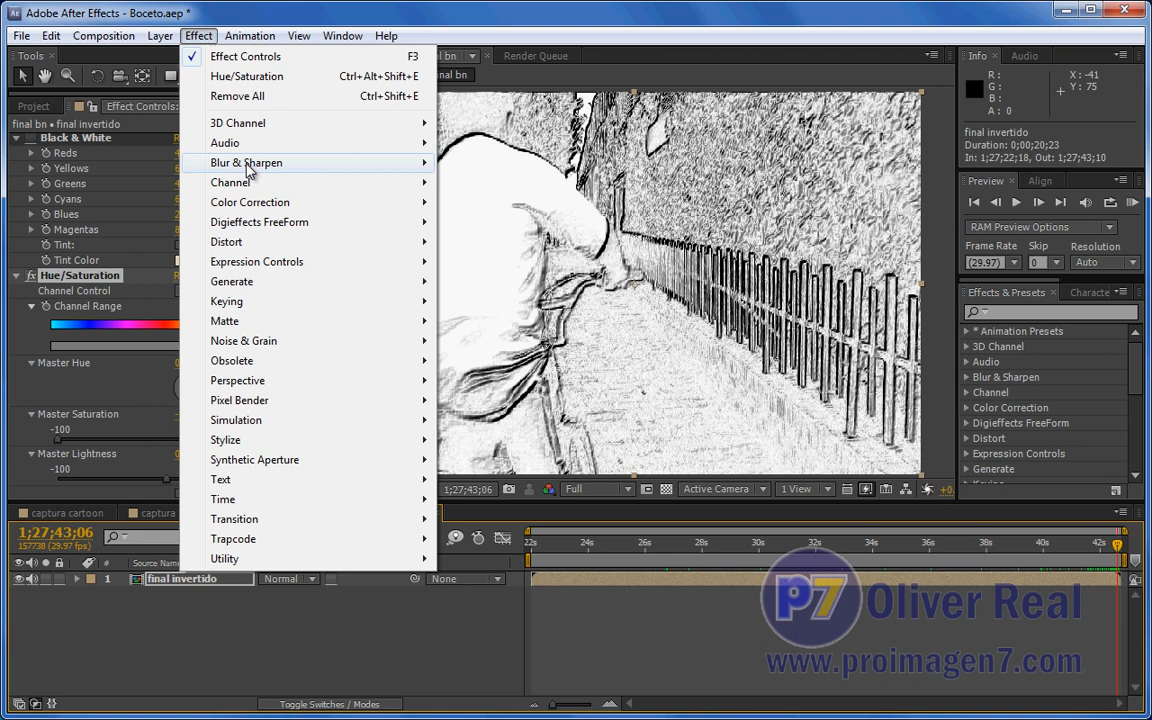 Adobe After Effects - Boceto.aep *
File Edit Composition Layer Effect Animation View Window Help
Tools
Effect Controls F3
Hue/Saturation Ctrl+Alt+Shift+E
Remove All Ctrl+Shift+E
3D Channel
Audio
Blur & Sharpen
Channel
Color Correction
Digieffects FreeForm
Distort
Expression Controls
Generate
Keying
Matte
Noise & Grain
Obsolete
Perspective
Pixel Bender
Simulation
Stylize
Synthetic Aperture
Text
Time
Transition
Trapcode
Utility
Project Effect Controls:
final bn • final invertido
Black & White
Reds
Yellows
Greens
Cyans
Blues
Magentas
Tint:
Tint Color
fx Hue/Saturation
Channel Control
Channel Range
Master Hue
Master Saturation
-100
Master Lightness
-100
bn Render Queue
nal bn
Info Audio
R: X: -41
G: Y: 75
B:
A: 0
final invertido
Duration: 0;00;20;23
In: 1;27;22;18, Out: 1;27;43;10
Preview Align
RAM Preview Options
Frame Rate Skip Resolution
(29.97) 0 Auto
Effects & Presets Characte
* Animation Presets
3D Channel
Audio
Blur & Sharpen
Channel
Color Correction
Digieffects FreeForm
Distort
Expression Controls
Generate
Keying
1;27;43;06 Full Active Camera 1 View +0.
captura cartoon captura
1;27;43;06
157738 (29.97 fps)
22s 24s 26s 28s 30s 32s 34s 36s 38s 40s 42s
# Source Name
1 final invertido Normal None
p7 Oliver Real
www.proimagen7.com
Toggle Switches / Modes